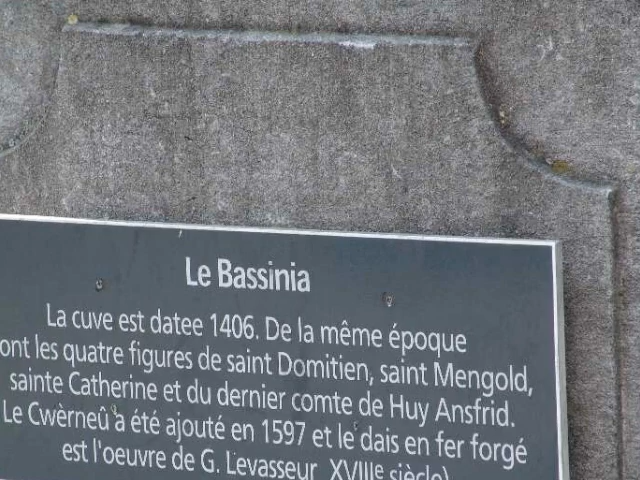 Le Bassinia
La cuve est datee 1406. De la même époque
ont les quatre figures de saint Domitien, saint Mengold,
sainte Catherine et du dernier comte de Huy Ansfrid.
Le Cwèrneû a été ajouté en 1597 et le dais en fer forgé
est l'oeuvre de G. Levasseur XVIIIe siècle)